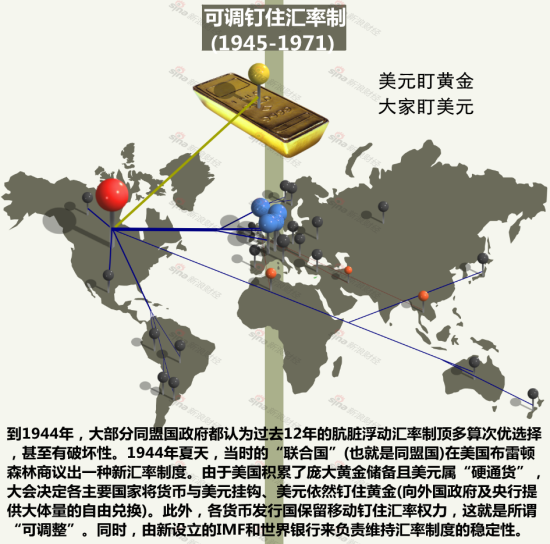 可调钉住汇率制
(1945-1971)
美元盯黄金
大家盯美元
到1944年，大部分同盟国政府都认为过去12年的肮脏浮动汇率制顶多算次优选择
，甚至有破坏性。1944年夏天，当时的“联合国”(也就是同盟国)在美国布雷顿
森林商议出一种新汇率制度。由于美国积累了庞大黄金储备且美元属“硬通货”，
大会决定各主要国家将货币与美元挂钩、美元依然钉住黄金(向外国政府及央行提
供大体量的自由兑换)。此外，各货币发行国保留移动钉住汇率权力，这就是所谓
“可调整”。同时，由新设立的IMF和世界银行来负责维持汇率制度的稳定性。
sina新浪财经